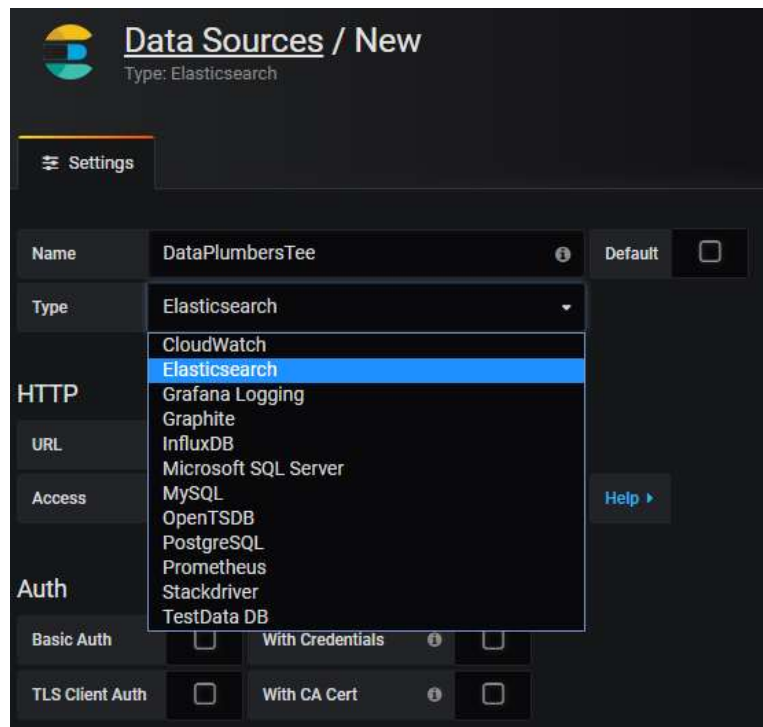 Data Sources / New
Type: Elasticsearch
Settings
Name DataPlumbersTee Default
Type Elasticsearch
CloudWatch
Elasticsearch
Grafana Logging
Graphite
InfluxDB
Microsoft SQL Server
MySQL
OpenTSDB
PostgreSQL
Prometheus
Stackdriver
TestData DB
HTTP
URL
Access Help
Auth
Basic Auth With Credentials
TLS Client Auth With CA Cert